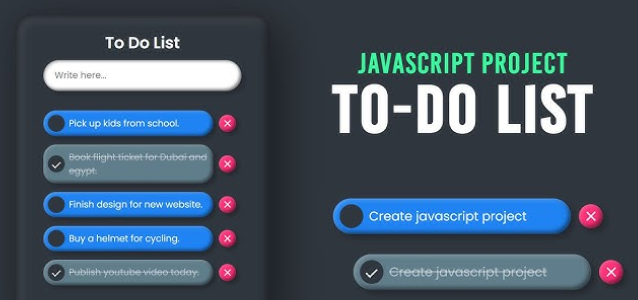 To Do List
Write here...
Pick up kids from school.
Book flight ticket for Dubai and
egypt.
Finish design for new website.
Buy a helmet for cycling.
Publish youtube video today.
JAVASCRIPT PROJECT
TO-DO LIST
Create javascript project
Create javascript project